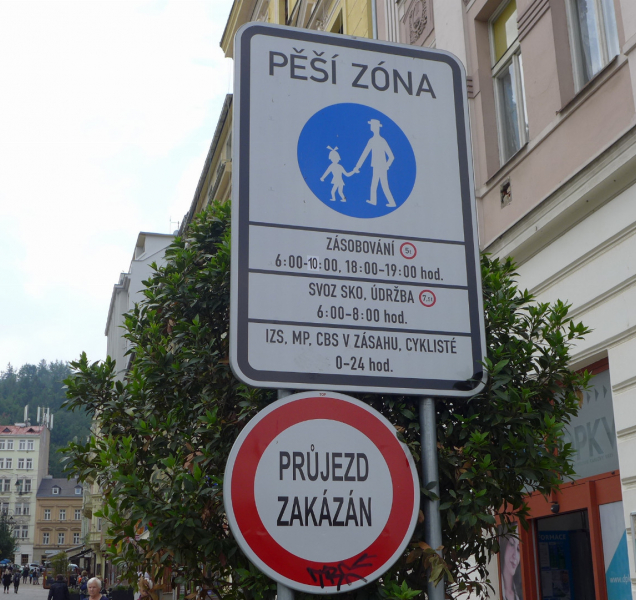 PĚŠÍ ZÓNA
ZÁSOBOVÁNÍ
6:00-10:00, 18:00-19:00 hod.
SVOZ SKO, ÚDRŽBA
6:00-8:00 hod.
IZS, MP, CBS V ZÁSAHU, CYKLISTÉ
0-24 hod.
PRŮJEZD
ZAKÁZÁN